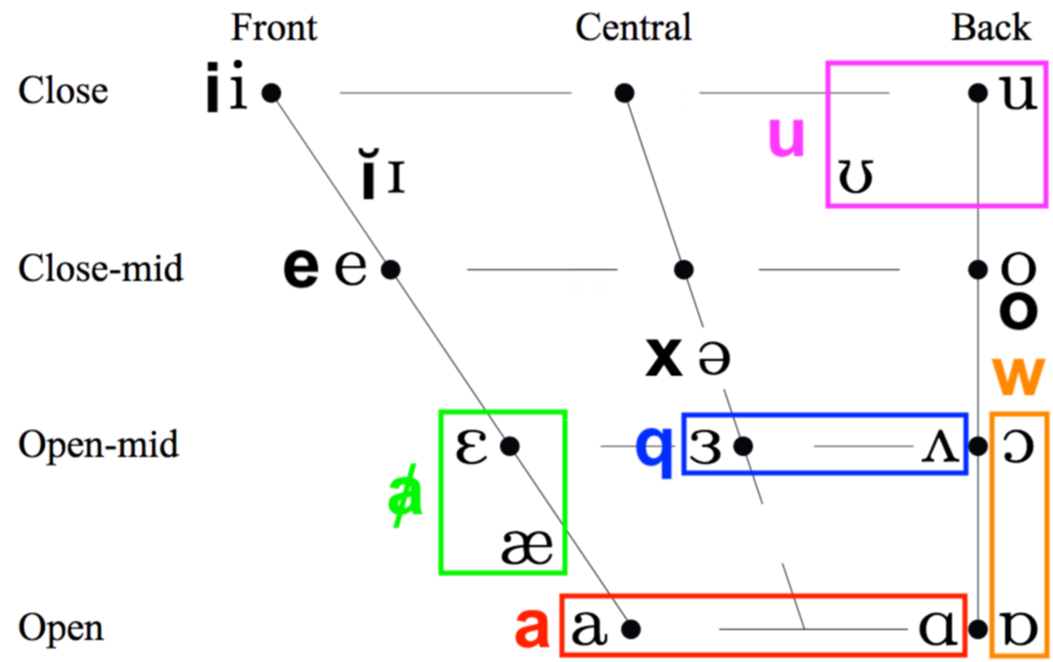 Front Central Back
Close i i u
u
ĭ ɪ ʊ
Close-mid e e o
o
x ə
w
Open-mid ɛ q ɜ ʌ ɔ
a̷
æ
Open a a ɑ ɒ